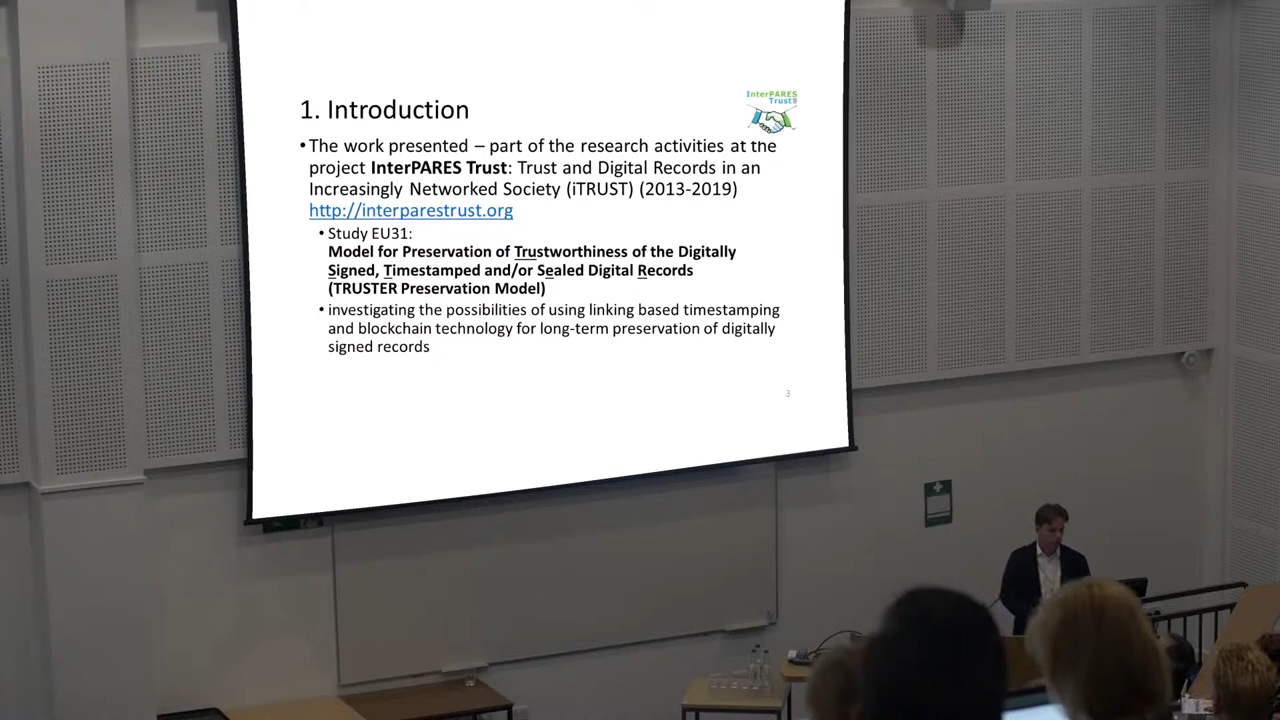 1. Introduction
InterPARES
Trust
• The work presented – part of the research activities at the
project InterPARES Trust: Trust and Digital Records in an
Increasingly Networked Society (iTRUST) (2013-2019)
http://interparestrust.org
• Study EU31:
Model for Preservation of Trustworthiness of the Digitally
Signed, Timestamped and/or Sealed Digital Records
(TRUSTER Preservation Model)
• investigating the possibilities of using linking based timestamping
and blockchain technology for long-term preservation of digitally
signed records
3